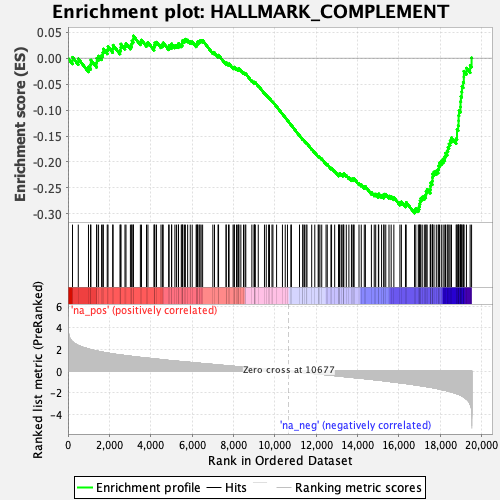 Enrichment plot: HALLMARK_COMPLEMENT
Enrichment score (ES)
0.05
0.00
-0.05
-0.10
-0.15
-0.20
-0.25
-0.30
'na_pos' (positively correlated)
Ranked list metric (PreRanked)
6
4
2
0
-2
-4
Zero cross at 10677
'na_neg' (negatively correlated)
0
2,000
4,000
6,000
8,000
10,000
12,000
14,000
16,000
18,000
20,000
Rank in Ordered Dataset
Enrichment profile
Hits
Ranking metric scores